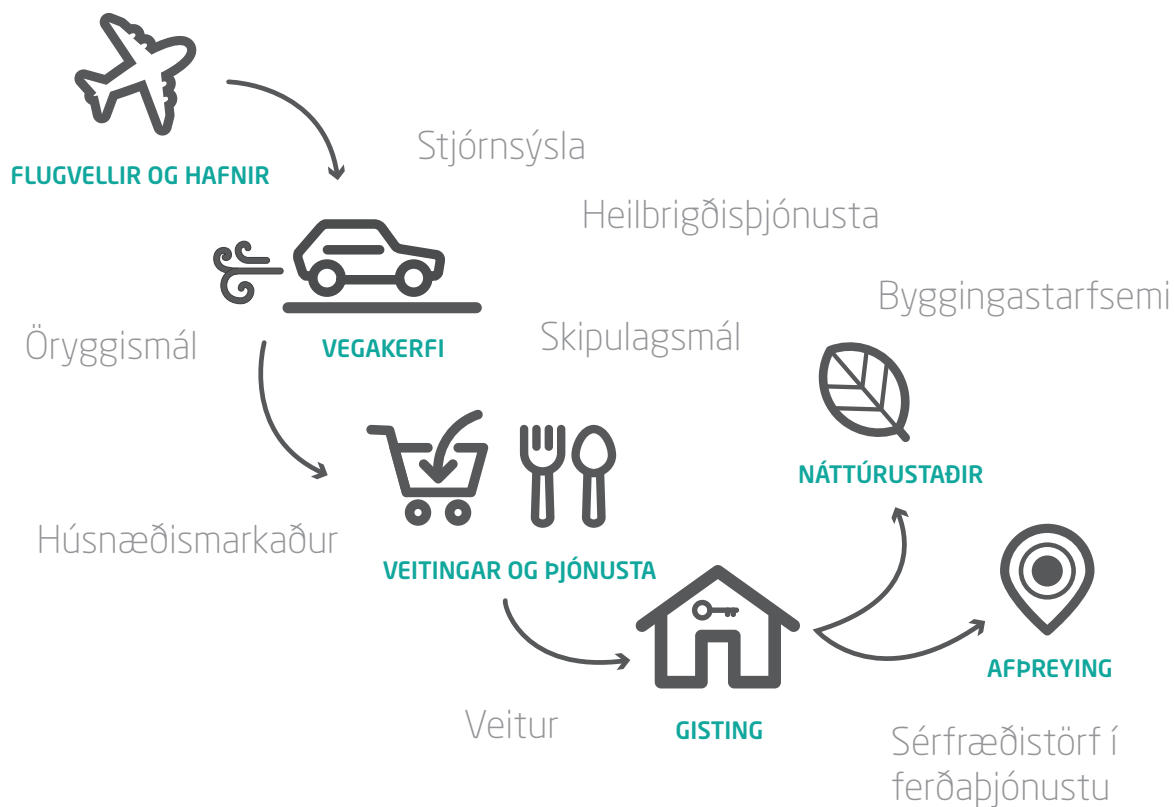 Stjórnsýsla
FLUGVELLIR OG HAFNIR
Heilbrigðisþjónusta
Byggingastarfsemi
Öryggismál
VEGAKERFI
Skipulagsmál
NÁTTÚRUSTAÐIR
Húsnæðismarkaður
VEITINGAR OG ÞJÓNUSTA
AFÞREYING
Veitur
GISTING
Sérfræðistörf í
ferðaþjónustu